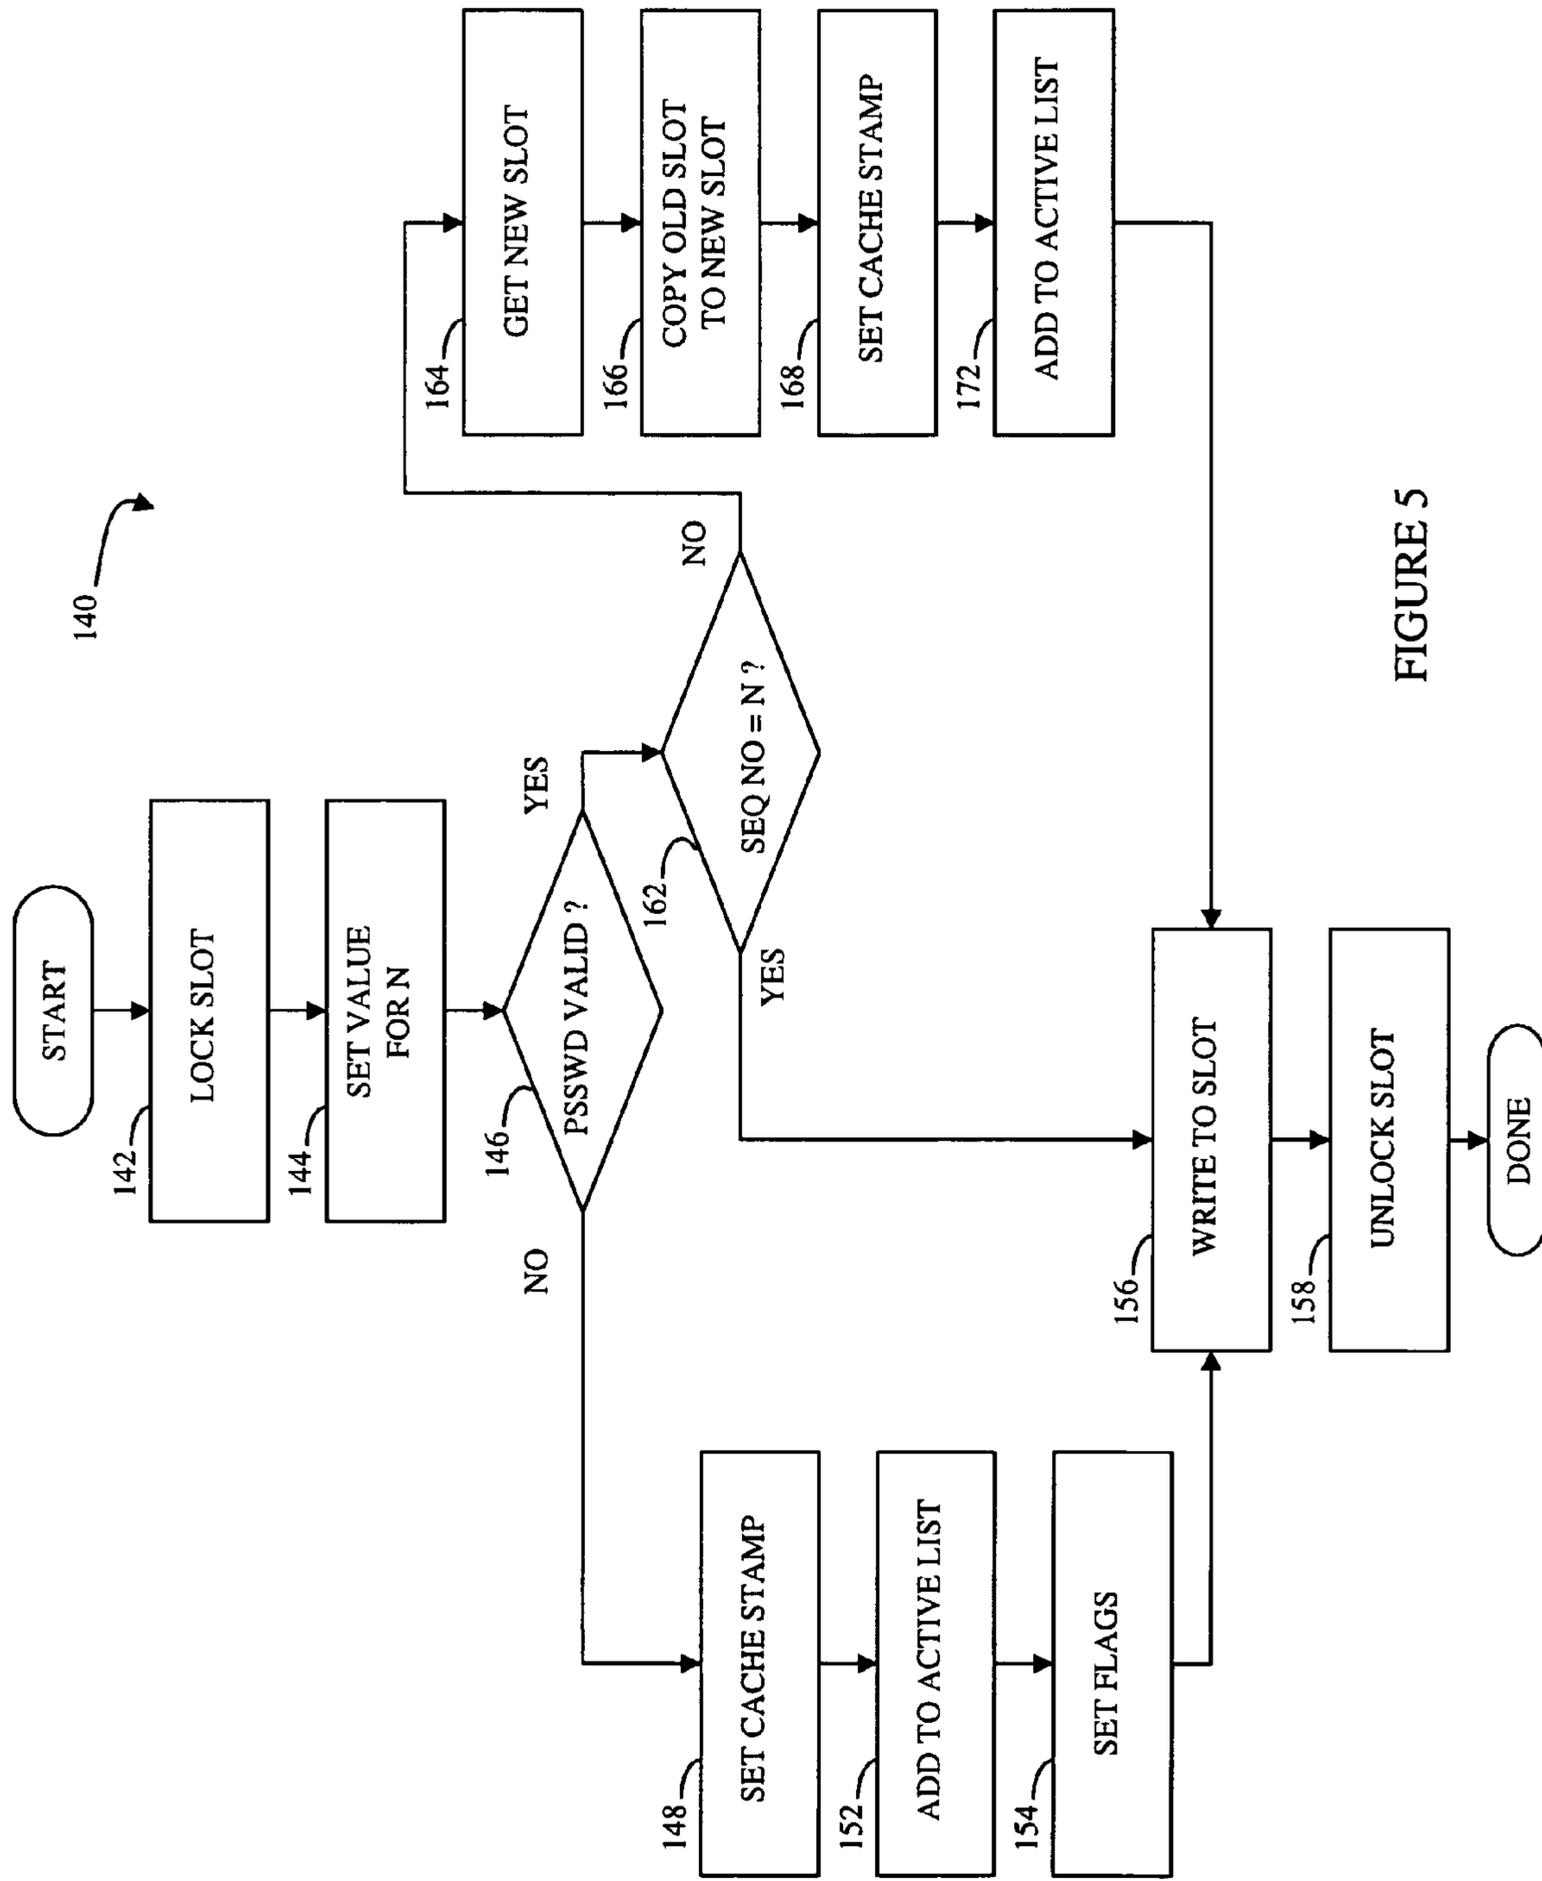 140
START
142
LOCK SLOT
144
SET VALUE
FOR N
146
PSSWD VALID ?
NO
YES
148
SET CACHE STAMP
152
ADD TO ACTIVE LIST
154
SET FLAGS
162
SEQ NO = N ?
YES
NO
164
GET NEW SLOT
166
COPY OLD SLOT
TO NEW SLOT
168
SET CACHE STAMP
172
ADD TO ACTIVE LIST
156
WRITE TO SLOT
158
UNLOCK SLOT
DONE
FIGURE 5